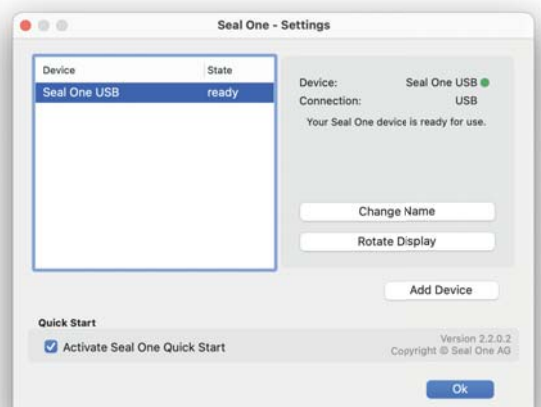 Seal One - Settings
Device State
Seal One USB ready
Device: Seal One USB
Connection: USB
Your Seal One device is ready for use.
Change Name
Rotate Display
Add Device
Quick Start
Activate Seal One Quick Start
Version 2.2.0.2
Copyright © Seal One AG
Ok